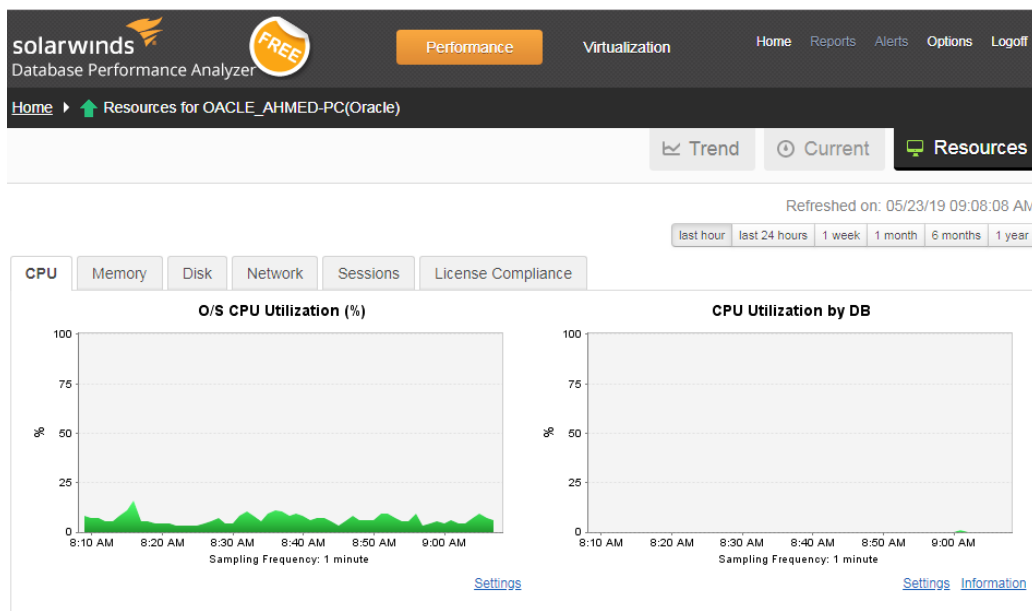 solarwinds
Database Performance Analyzer
FREE
Performance
Virtualization
Home Reports Alerts Options Logoff
Home Resources for OACLE_AHMED-PC(Oracle)
Trend Current Resources
Refreshed on: 05/23/19 09:08:08 AM
last hour last 24 hours 1 week 1 month 6 months 1 year
CPU Memory Disk Network Sessions License Compliance
O/S CPU Utilization (%)
100
75
50
25
0
%
8:10 AM 8:20 AM 8:30 AM 8:40 AM 8:50 AM 9:00 AM
Sampling Frequency: 1 minute
Settings
CPU Utilization by DB
100
75
50
25
0
%
8:10 AM 8:20 AM 8:30 AM 8:40 AM 8:50 AM 9:00 AM
Sampling Frequency: 1 minute
Settings Information